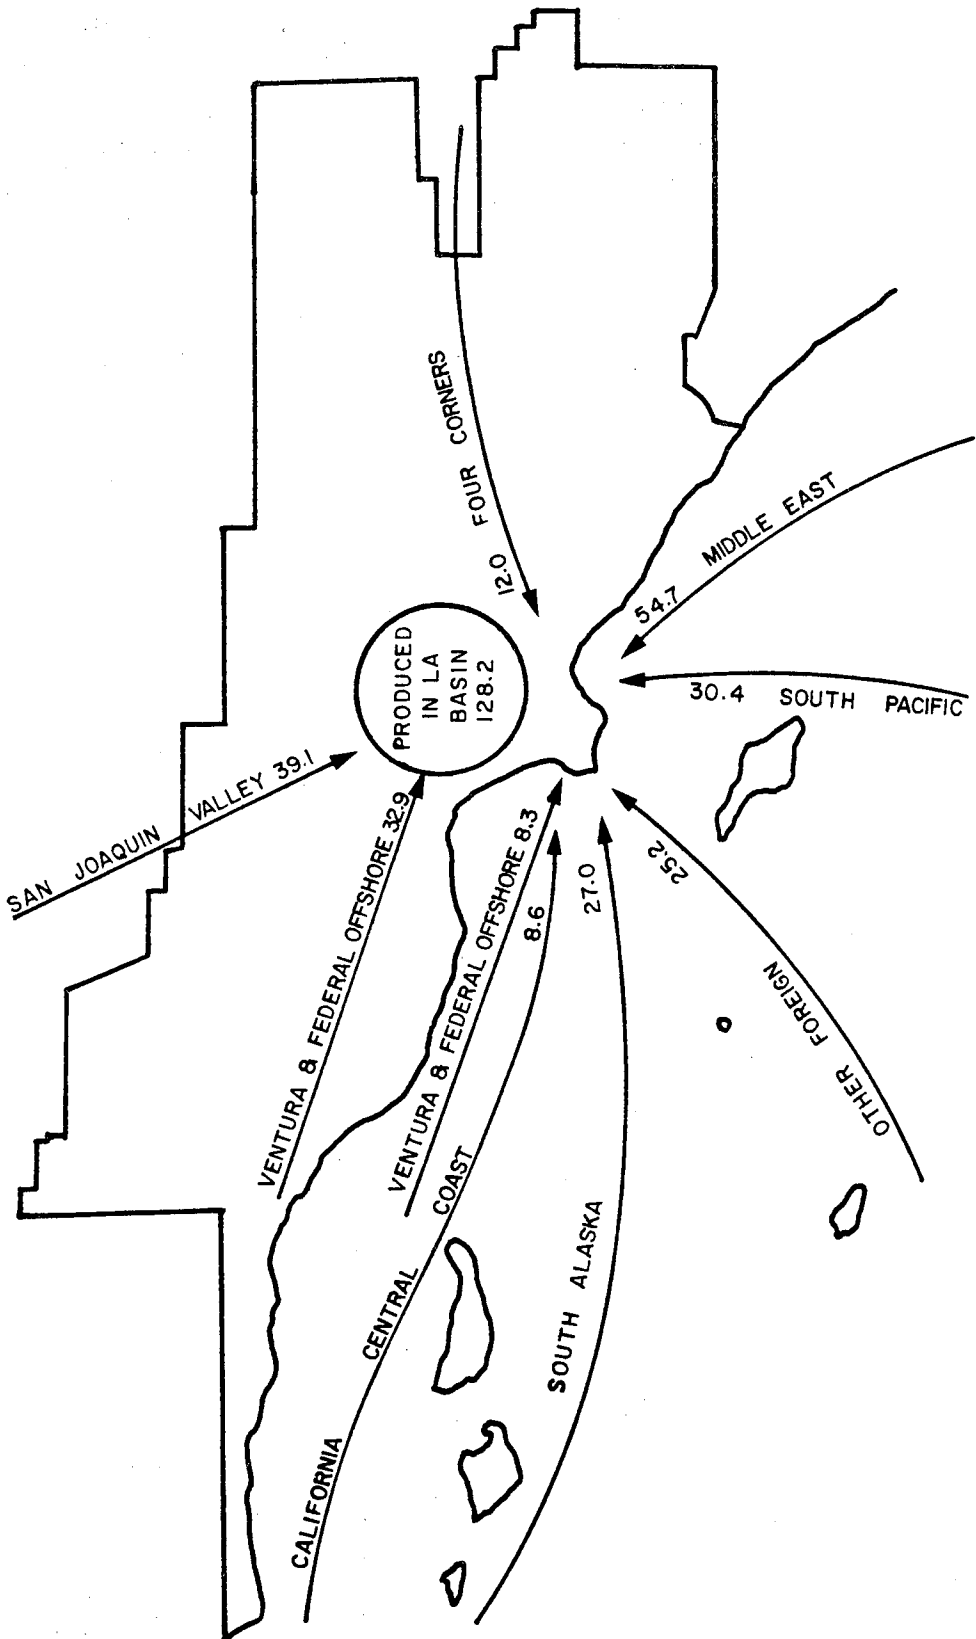 FOUR CORNERS
12.0
PRODUCED
IN LA
BASIN
128.2
54.7 MIDDLE EAST
30.4 SOUTH PACIFIC
SAN JOAQUIN VALLEY 39.1
VENTURA & FEDERAL OFFSHORE 32.9
VENTURA & FEDERAL OFFSHORE 8.3
CALIFORNIA CENTRAL COAST
8.6
SOUTH ALASKA
27.0
25.2
OTHER FOREIGN